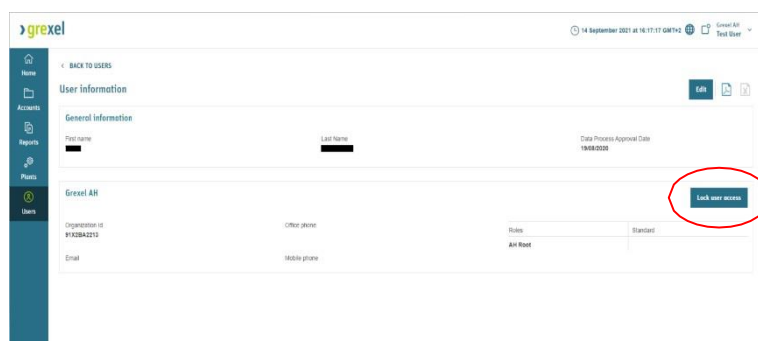 grexel
14 September 2021 at 16:17:17 GMT+2
Grexel AH
Test User
Home
Accounts
Reports
Plants
Users
< BACK TO USERS
User information
Edit
General information
First name
Last Name
Data Process Approval Date
19/08/2020
Grexel AH
Lock user access
Organization Id
Office phone
Roles
Standard
AH Root
Email
Mobile phone